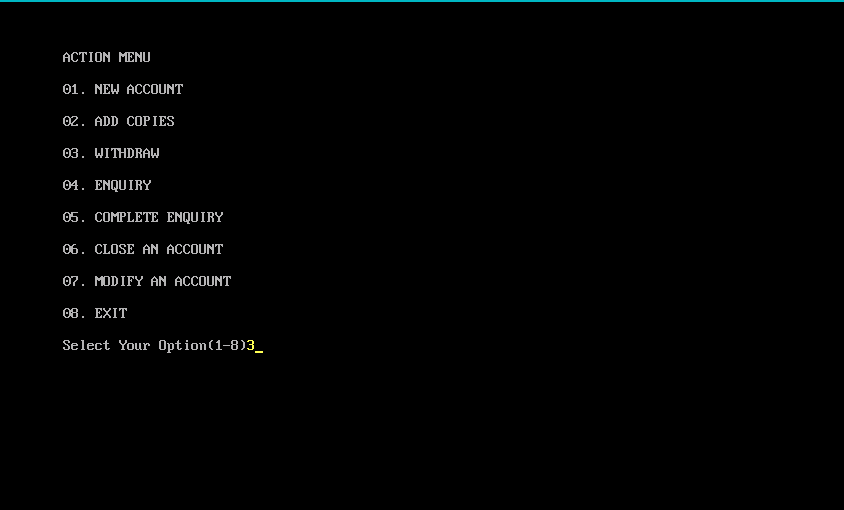 ACTION MENU
01. NEW ACCOUNT
02. ADD COPIES
03. WITHDRAW
04. ENQUIRY
05. COMPLETE ENQUIRY
06. CLOSE AN ACCOUNT
07. MODIFY AN ACCOUNT
08. EXIT
Select Your Option(1-8)3_